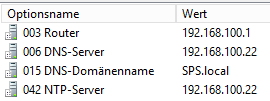 Optionsname Wert
003 Router 192.168.100.1
006 DNS-Server 192.168.100.22
015 DNS-Domänenname SPS.local
042 NTP-Server 192.168.100.22